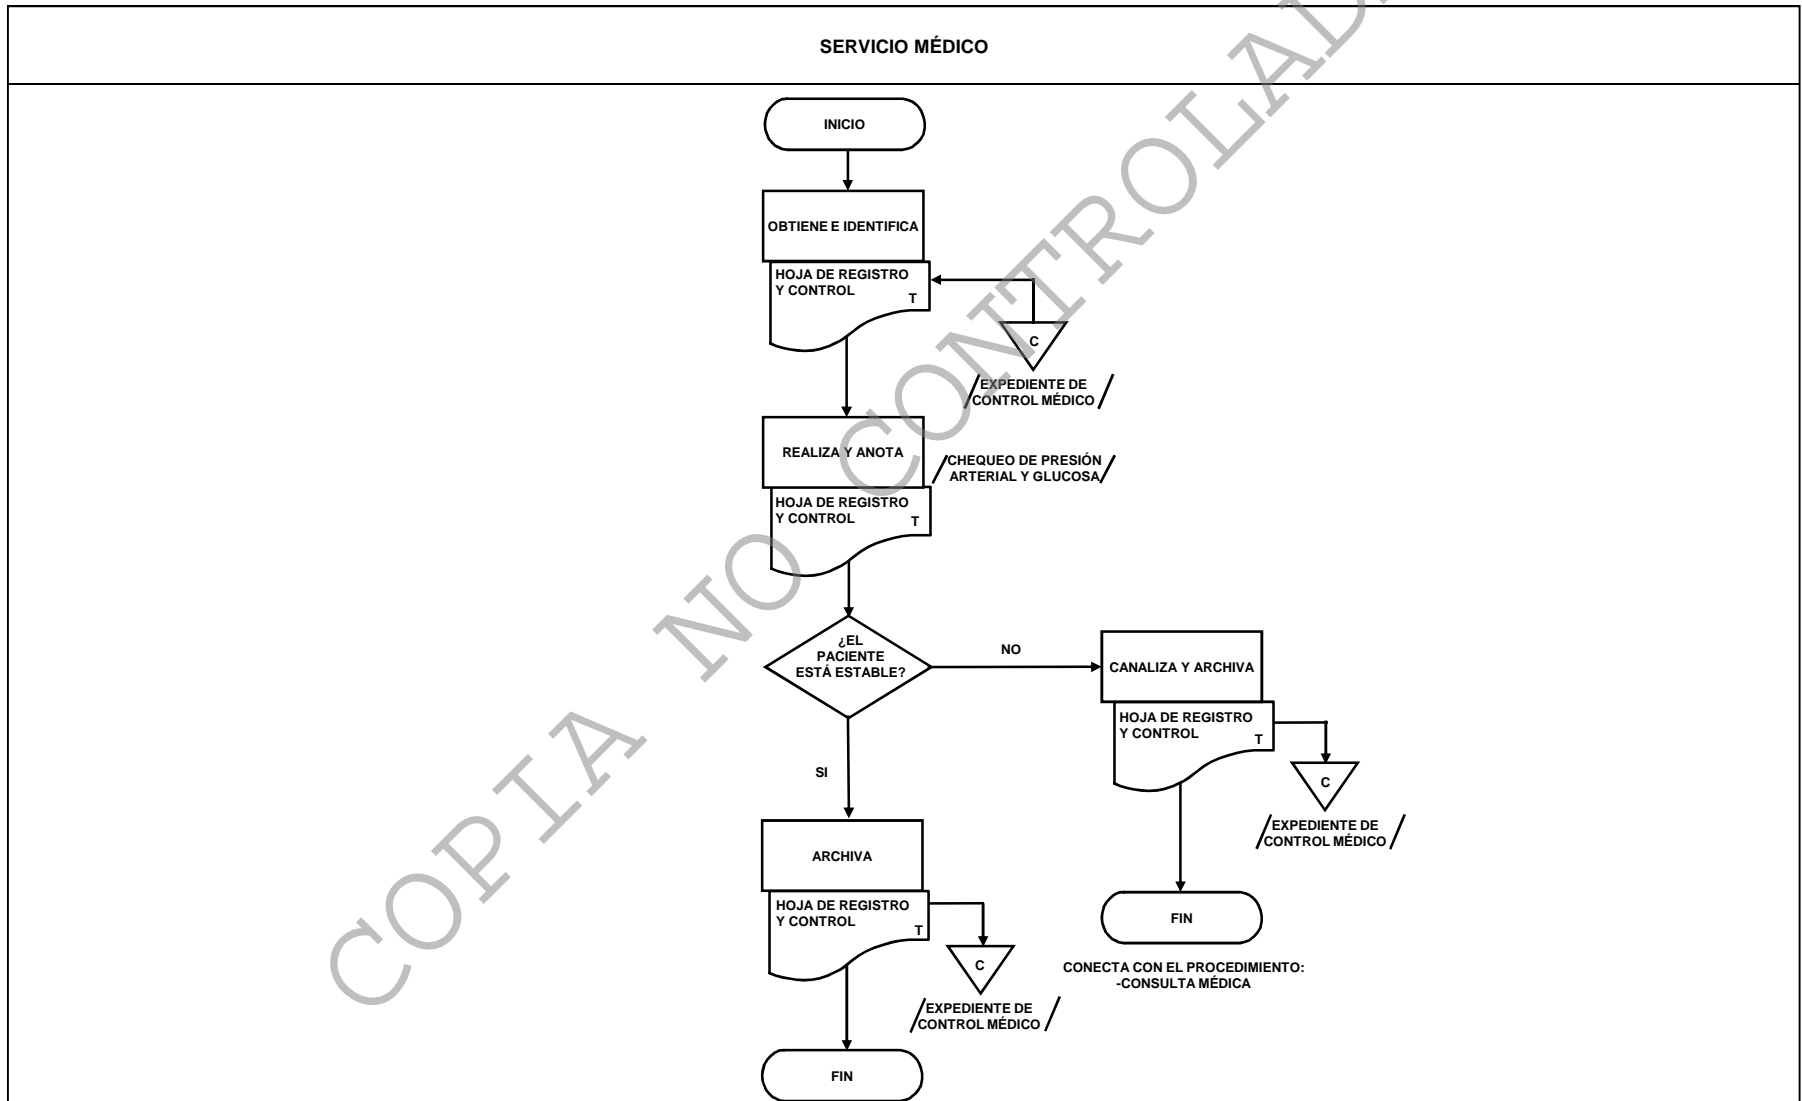 SERVICIO MÉDICO
INICIO
OBTIENE E IDENTIFICA
HOJA DE REGISTRO
Y CONTROL
T
C
EXPEDIENTE DE
CONTROL MÉDICO
REALIZA Y ANOTA
CHEQUEO DE PRESIÓN
ARTERIAL Y GLUCOSA
HOJA DE REGISTRO
Y CONTROL
T
¿EL
PACIENTE
ESTÁ ESTABLE?
NO
CANALIZA Y ARCHIVA
HOJA DE REGISTRO
Y CONTROL
T
C
EXPEDIENTE DE
CONTROL MÉDICO
FIN
CONECTA CON EL PROCEDIMIENTO:
-CONSULTA MÉDICA
SI
ARCHIVA
HOJA DE REGISTRO
Y CONTROL
T
C
EXPEDIENTE DE
CONTROL MÉDICO
FIN
COPIA NO CONTROLAD